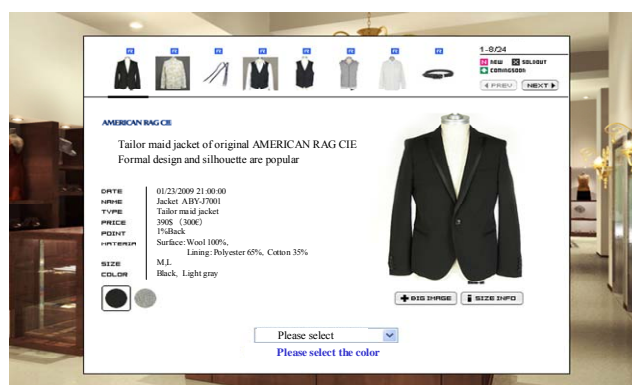 1-8/24
NEW SOLDOUT
COMINGSOON
PREV NEXT
AMERICAN RAG CIE
Tailor maid jacket of original AMERICAN RAG CIE
Formal design and silhouette are popular
DATE 01/23/2009 21:00:00
NAME Jacket ABY-J7001
TYPE Tailor maid jacket
PRICE 390$ (300€)
POINT 1%Back
MATERIA Surface: Wool 100%,
Lining: Polyester 65%, Cotton 35%
SIZE M,L
COLOR Black, Light gray
BIG IMAGE SIZE INFO
Please select
Please select the color